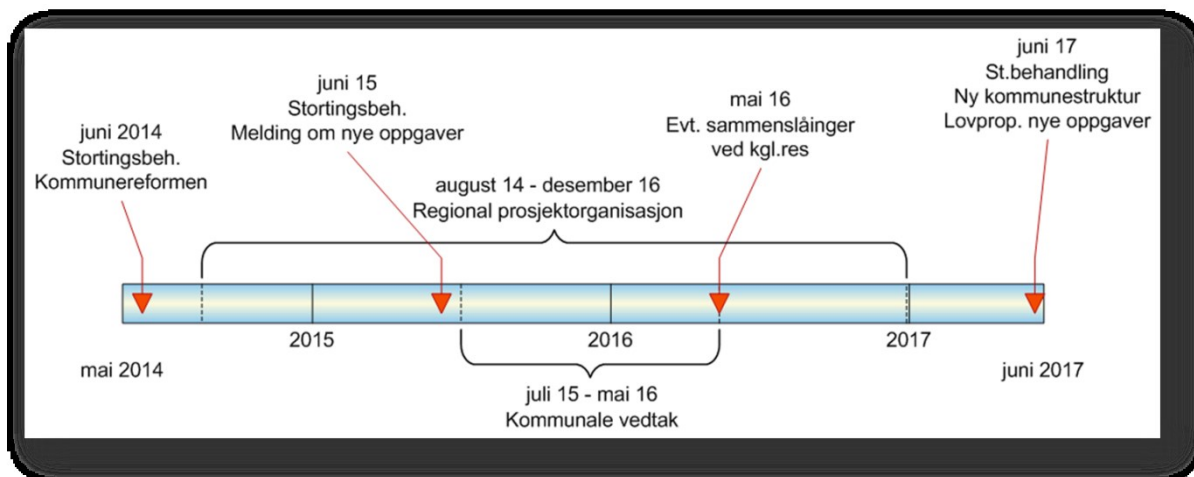 juni 2014
Stortingsbeh.
Kommunereformen
juni 15
Stortingsbeh.
Melding om nye oppgaver
august 14 - desember 16
Regional prosjektorganisasjon
mai 16
Evt. sammenslåinger
ved kgl.res
juni 17
St.behandling
Ny kommunestruktur
Lovprop. nye oppgaver
2015
2016
2017
mai 2014
juni 2017
juli 15 - mai 16
Kommunale vedtak